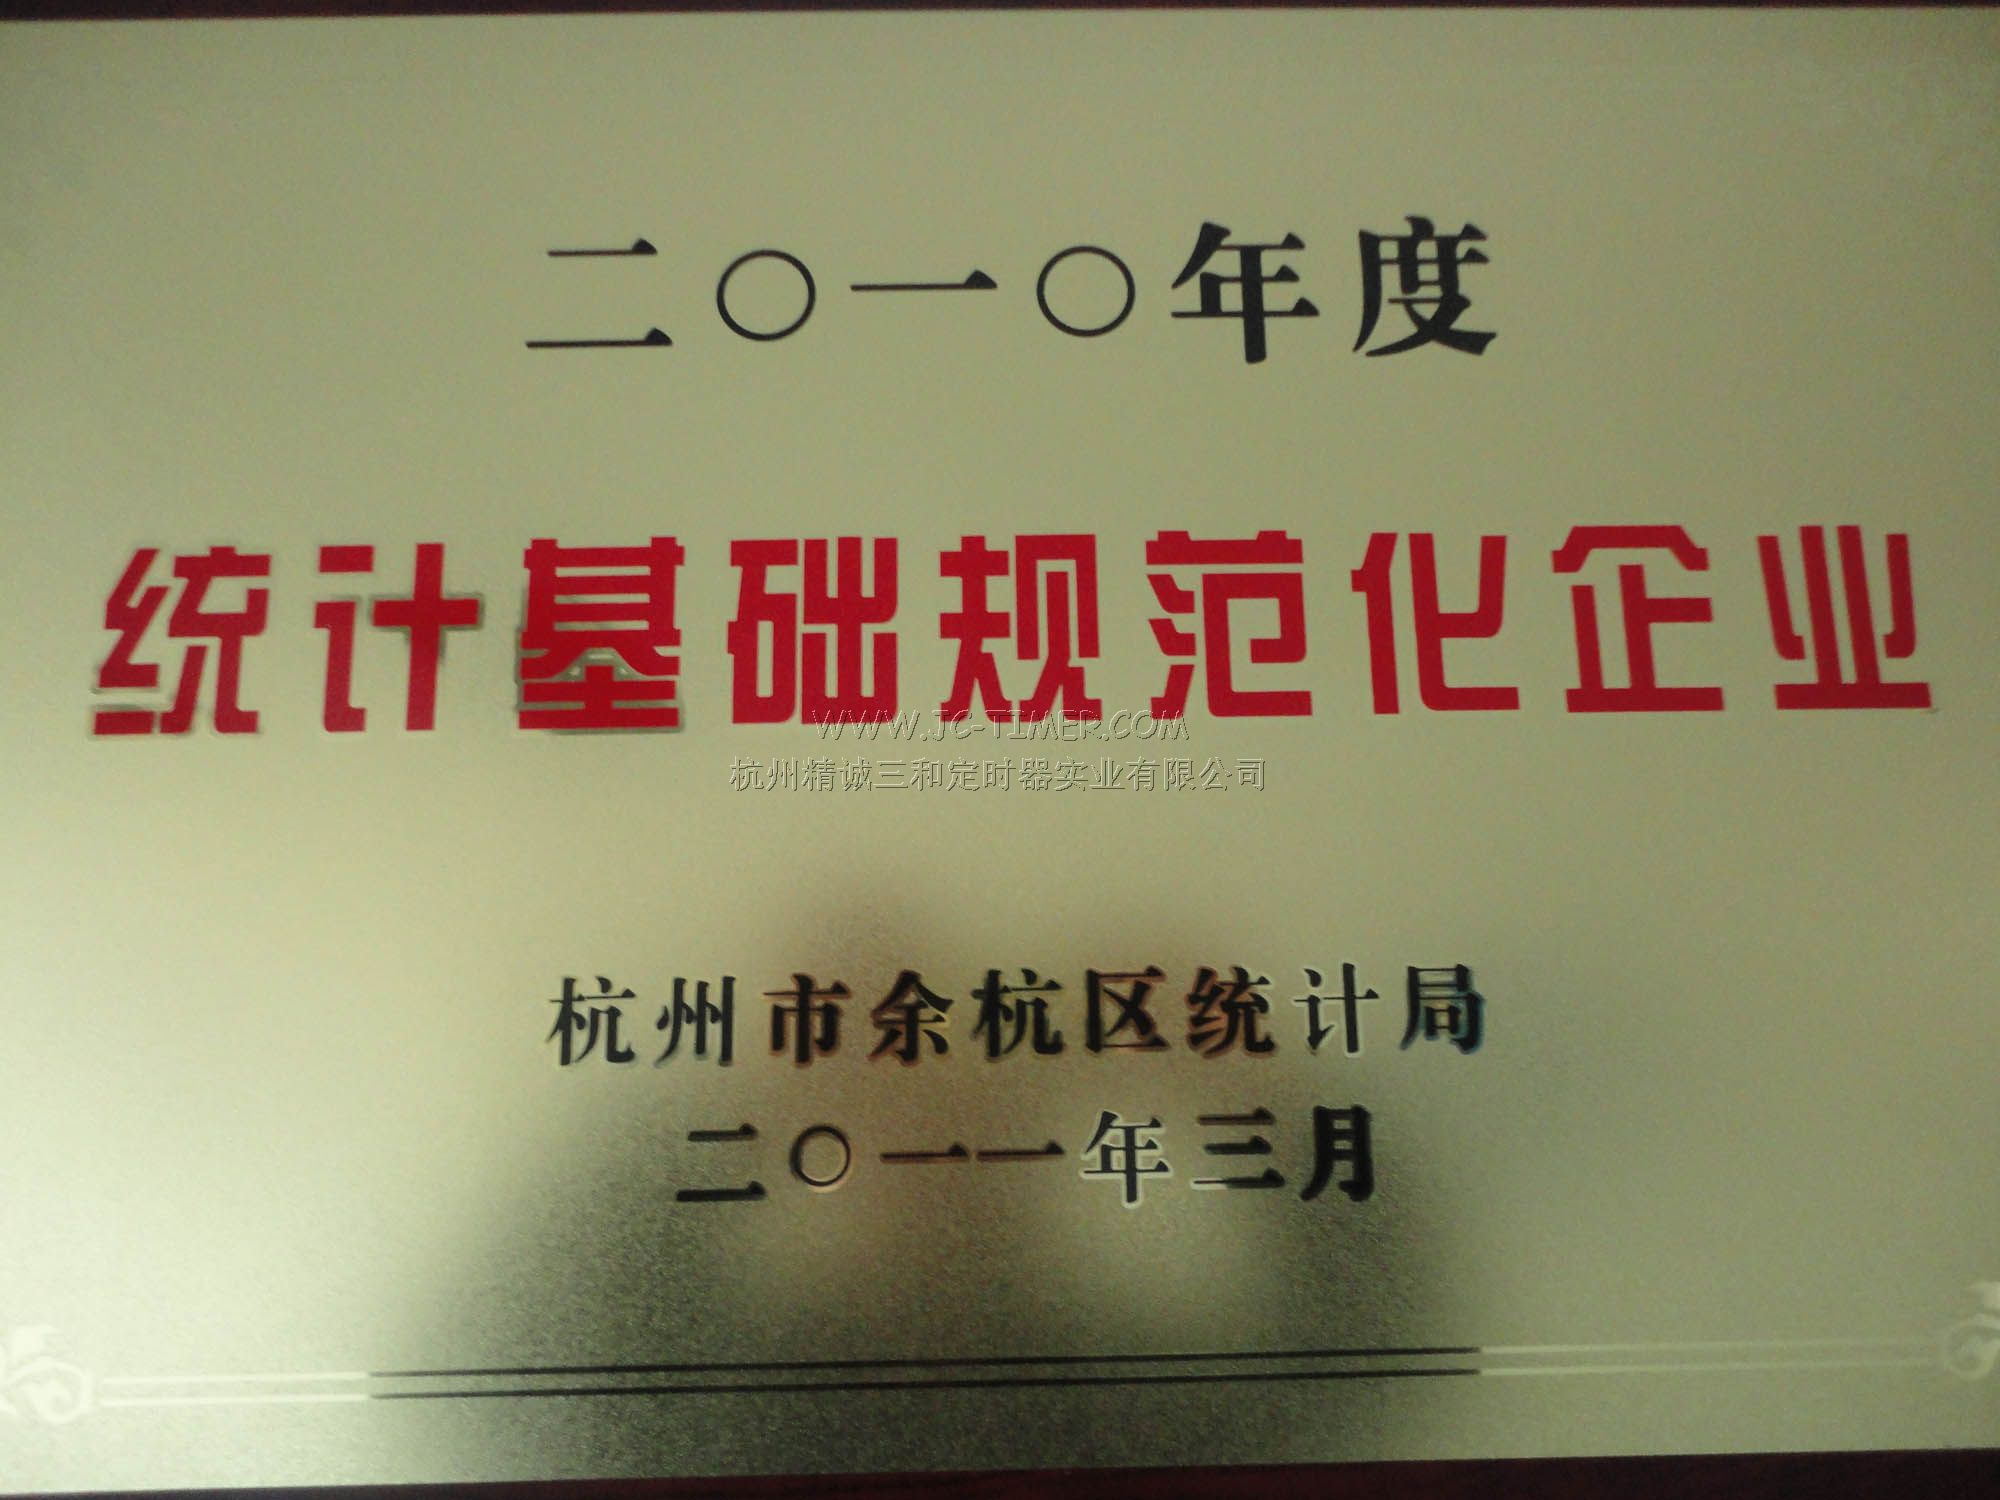 二〇一〇年度
统计基础规范化企业
WWW.JC-TIMER.COM
杭州精诚三和定时器实业有限公司
杭州市余杭区统计局
二〇一一年三月